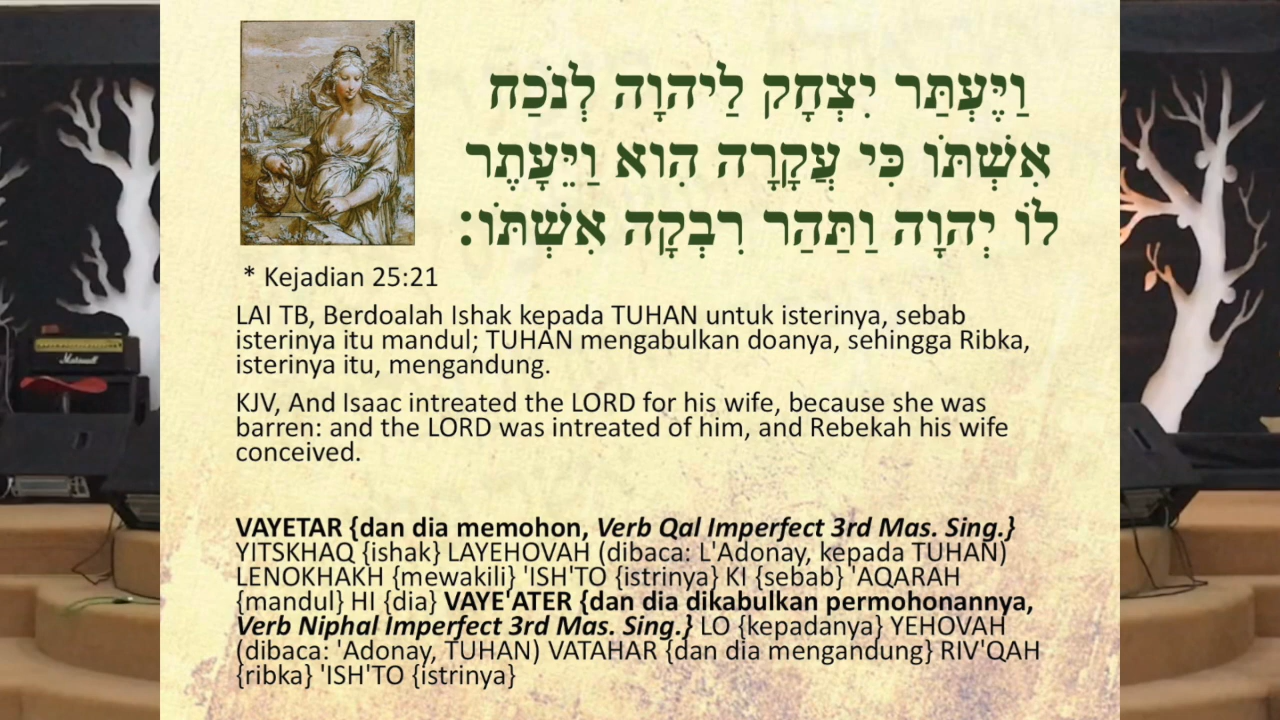 וַיֶּעְתַּר יִצְחָק לַיהוָה לְנֹכַח
אִשְׁתּוֹ כִּי עֲקָרָה הִוא וַיֵּעָתֶר
לוֹ יְהוָה וַתַּהַר רִבְקָה אִשְׁתּוֹ׃
* Kejadian 25:21
LAI TB, Berdoalah Ishak kepada TUHAN untuk isterinya, sebab
isterinya itu mandul; TUHAN mengabulkan doanya, sehingga Ribka,
isterinya itu, mengandung.
KJV, And Isaac intreated the LORD for his wife, because she was
barren: and the LORD was intreated of him, and Rebekah his wife
conceived.
VAYETAR {dan dia memohon, Verb Qal Imperfect 3rd Mas. Sing.}
YITSKHAQ {ishak} LAYEHOVAH (dibaca: L'Adonay, kepada TUHAN)
LENOKHAKH {mewakili} 'ISH'TO {istrinya} KI {sebab} 'AQARAH
{mandul} HI {dia} VAYE'ATER {dan dia dikabulkan permohonannya,
Verb Niphal Imperfect 3rd Mas. Sing.} LO {kepadanya} YEHOVAH
(dibaca: 'Adonay, TUHAN) VATAHAR {dan dia mengandung} RIV'QAH
{ribka} 'ISH'TO {istrinya}
Marshall